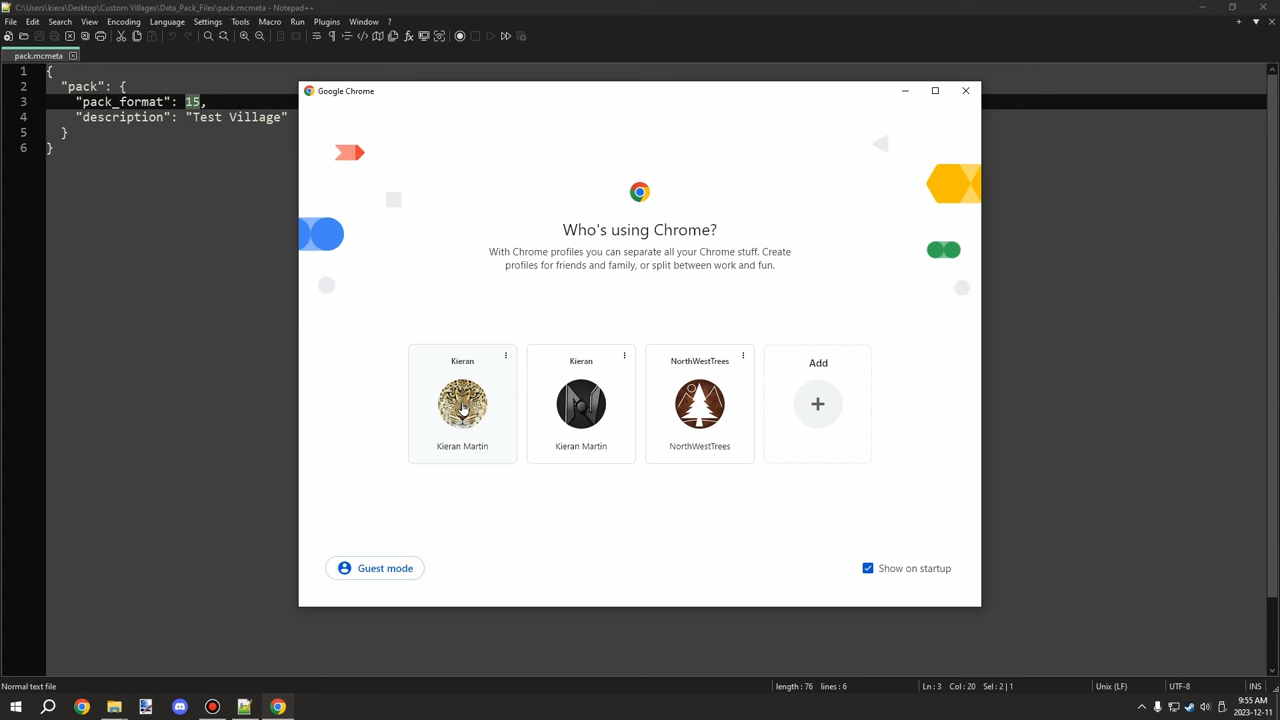 C:\Users\kiera\Desktop\Custom Villages\Data_Pack_Files\pack.mcmeta - Notepad++
File Edit Search View Encoding Language Settings Tools Macro Run Plugins Window ?
pack.mcmeta
1 {
2 "pack": {
3 "pack_format": 15,
4 "description": "Test Village"
5 }
6 }
Google Chrome
Who's using Chrome?
With Chrome profiles you can separate all your Chrome stuff. Create
profiles for friends and family, or split between work and fun.
Kieran
Kieran Martin
Kieran
Kieran Martin
NorthWestTrees
NorthWestTrees
Add
Guest mode
Show on startup
Normal text file
length : 76 lines : 6
Ln : 3 Col : 20 Sel : 2 | 1
Unix (LF)
UTF-8
INS
9:55 AM
2023-12-11